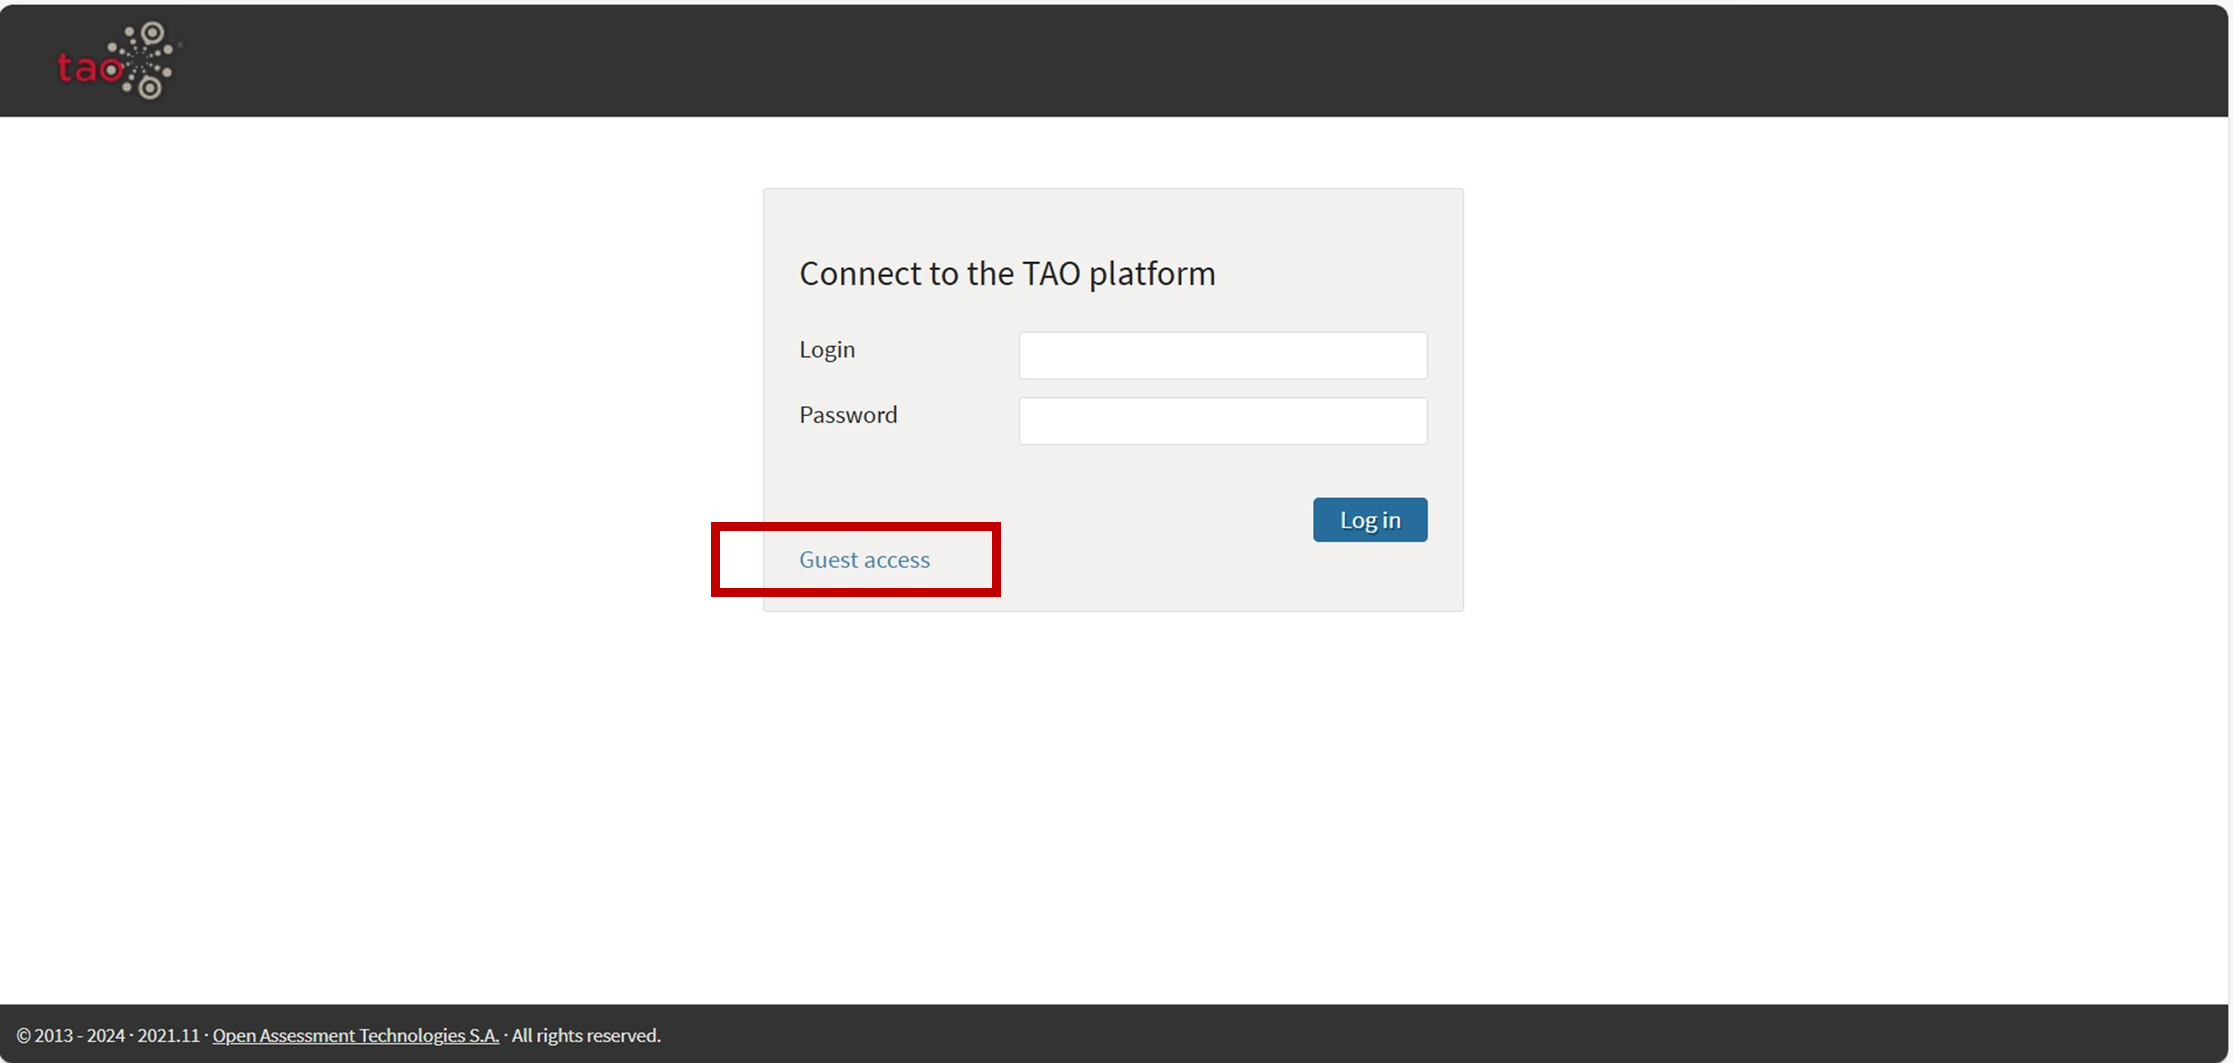 tao
Connect to the TAO platform
Login
Password
Log in
Guest access
© 2013 - 2024 · 2021.11 · Open Assessment Technologies S.A. · All rights reserved.